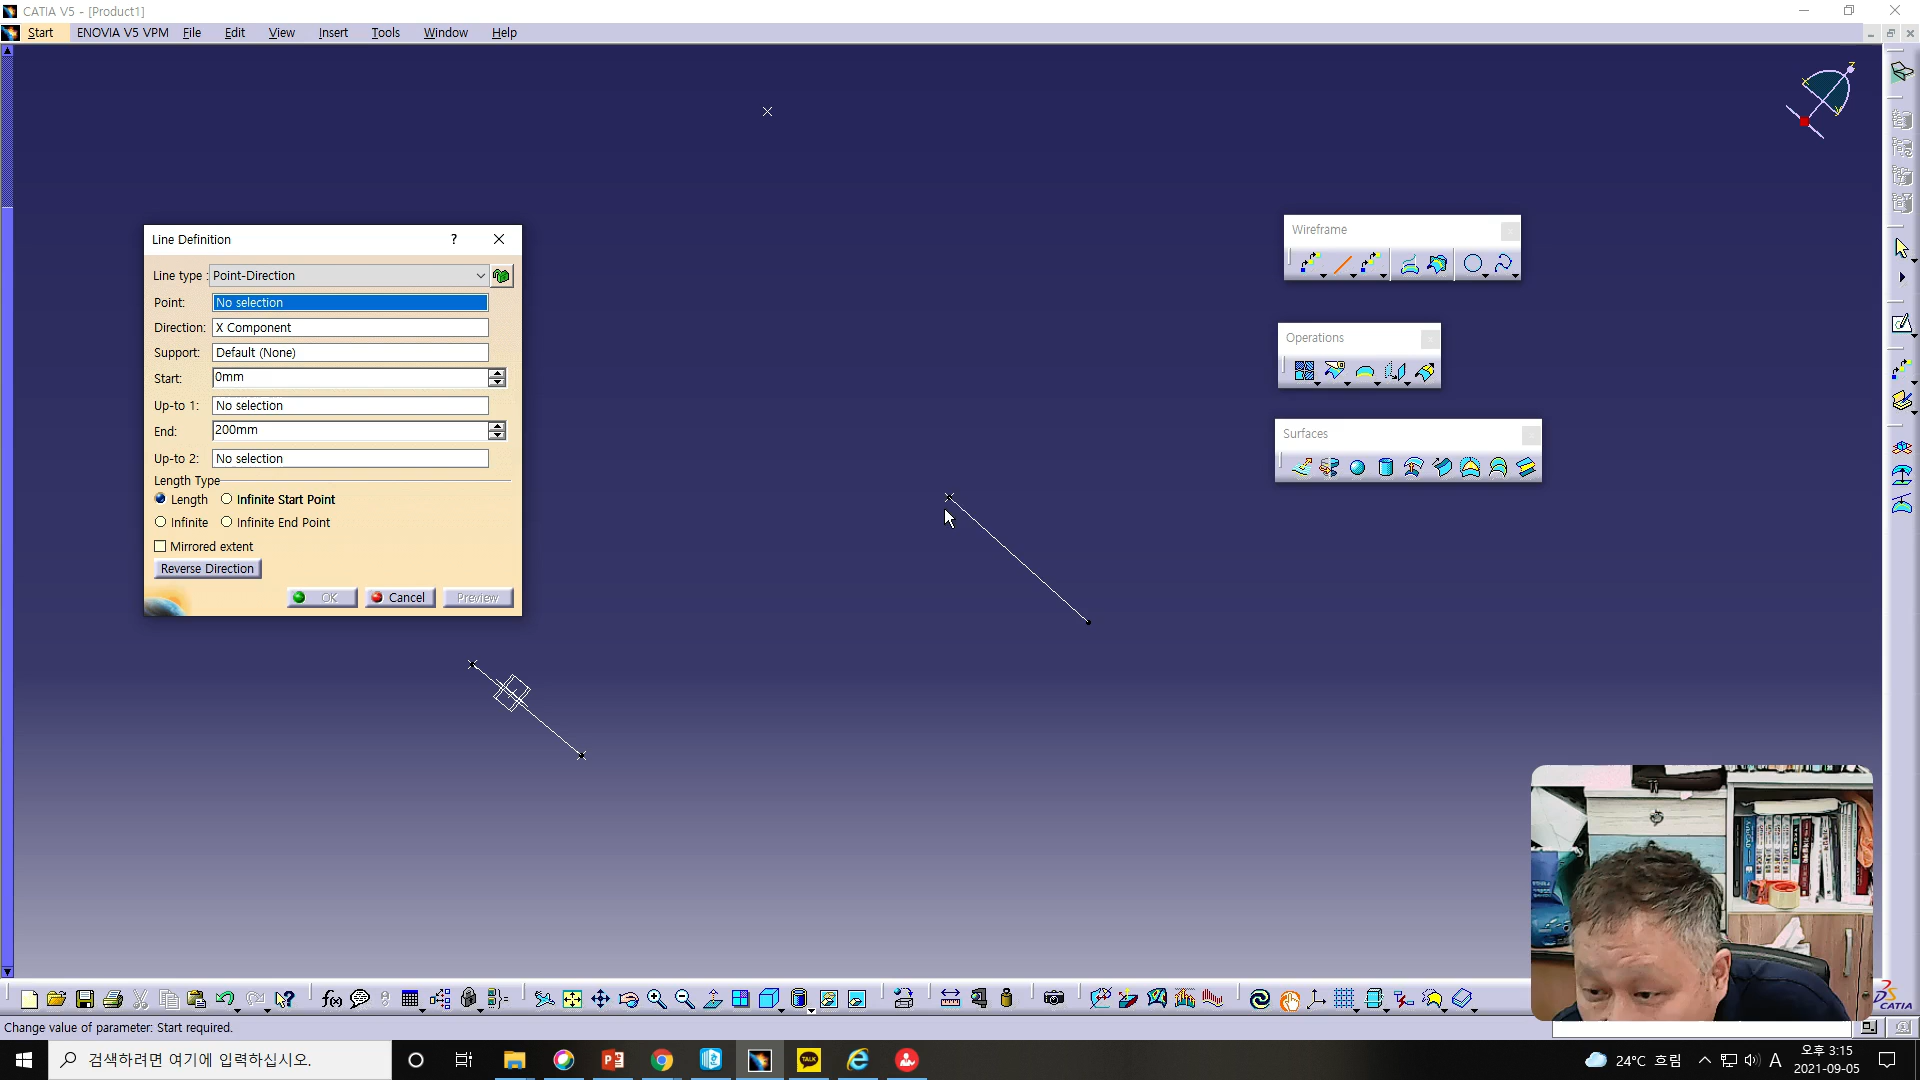 CATIA V5 - [Product1]
Start ENOVIA V5 VPM File Edit View Insert Tools Window Help
Z
Line Definition ?
Line type : Point-Direction
Point: No selection
Direction: X Component
Support: Default (None)
Start: 0mm
Up-to 1: No selection
End: 200mm
Up-to 2: No selection
Length Type
Length Infinite Start Point
Infinite Infinite End Point
Mirrored extent
Reverse Direction
OK Cancel Preview
Wireframe
Operations
Surfaces
f(x)
CATIA
Change value of parameter: Start required.
검색하려면 여기에 입력하십시오.
TALK
24°C 흐림
A
오후 3:15
2021-09-05